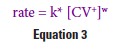 rate = k* [CV⁺]ʷ
Equation 3